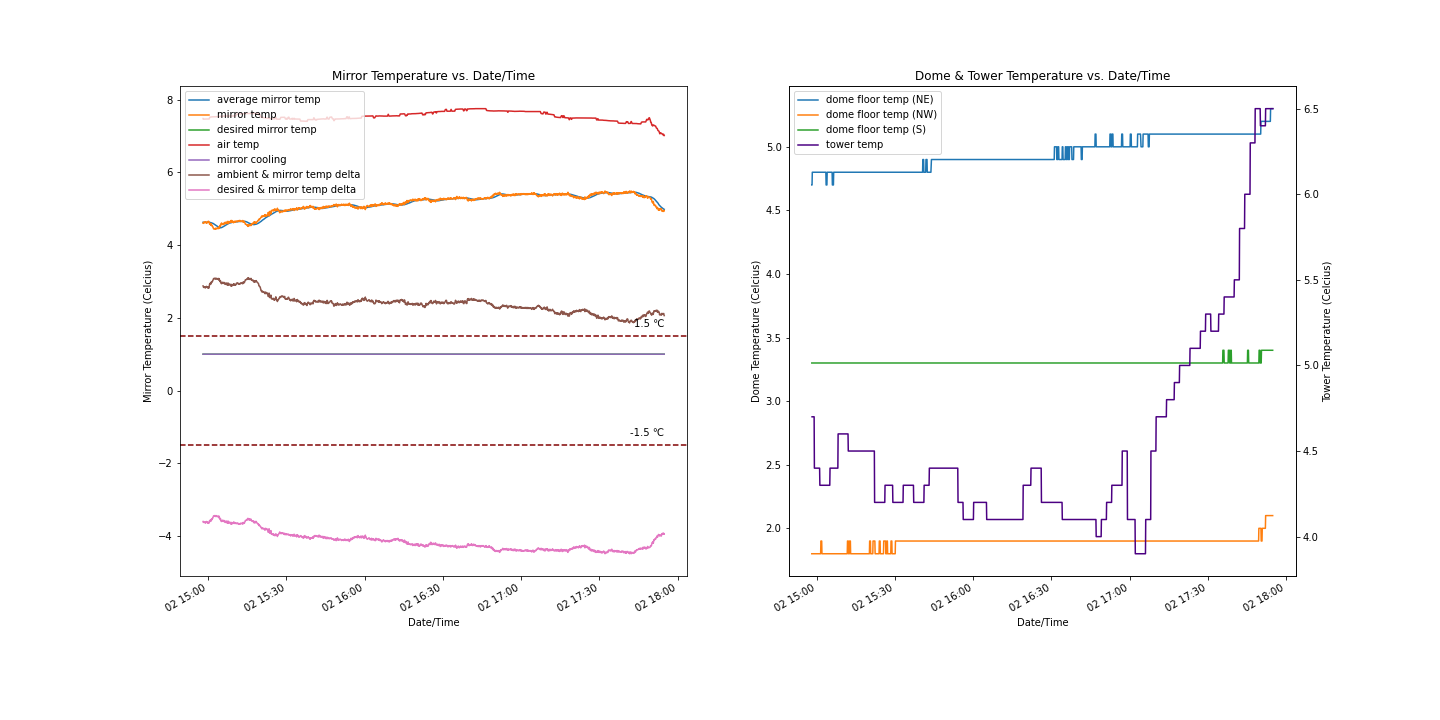 Mirror Temperature vs. Date/Time
Mirror Temperature (Celcius)
8
6
4
2
0
−2
−4
average mirror temp
mirror temp
desired mirror temp
air temp
mirror cooling
ambient & mirror temp delta
desired & mirror temp delta
1.5 °C
-1.5 °C
02 15:00
02 15:30
02 16:00
02 16:30
02 17:00
02 17:30
02 18:00
Date/Time
Dome & Tower Temperature vs. Date/Time
Dome Temperature (Celcius)
5.0
4.5
4.0
3.5
3.0
2.5
2.0
dome floor temp (NE)
dome floor temp (NW)
dome floor temp (S)
tower temp
6.5
6.0
5.5
5.0
4.5
4.0
Tower Temperature (Celcius)
02 15:00
02 15:30
02 16:00
02 16:30
02 17:00
02 17:30
02 18:00
Date/Time